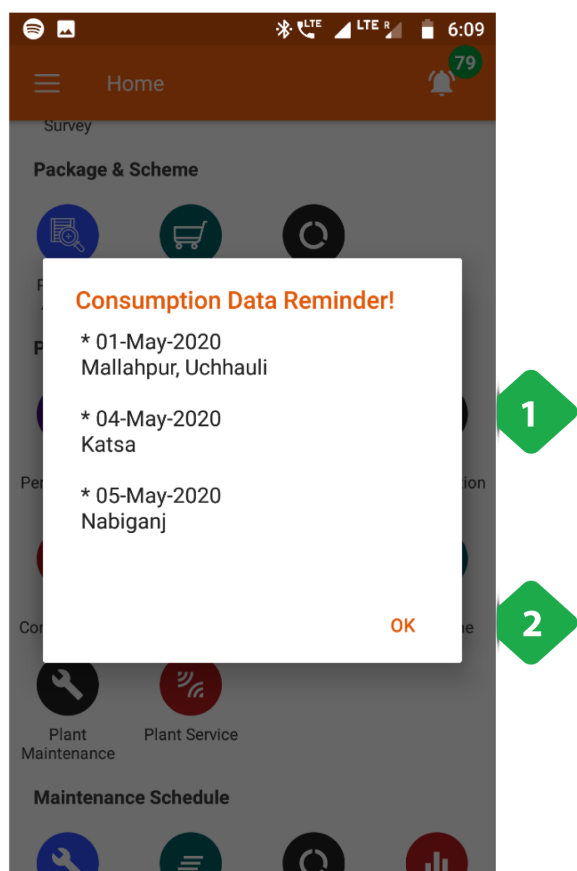 LTE LTE R 6:09
Home
79
Survey
Package & Scheme
Consumption Data Reminder!
* 01-May-2020
Mallahpur, Uchhauli
* 04-May-2020
Katsa
* 05-May-2020
Nabiganj
OK
1
2
Plant
Maintenance
Plant Service
Maintenance Schedule